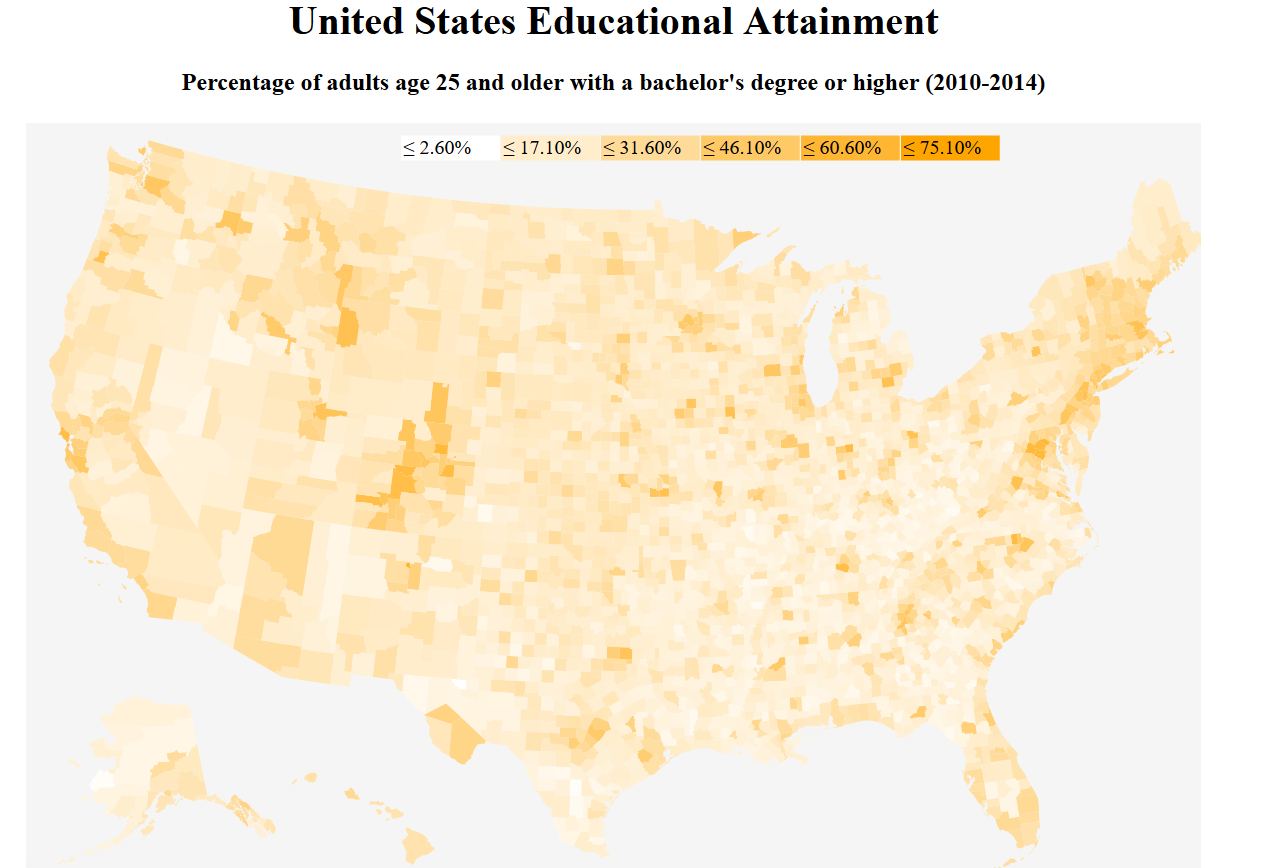 United States Educational Attainment
Percentage of adults age 25 and older with a bachelor's degree or higher (2010-2014)
≤ 2.60% ≤ 17.10% ≤ 31.60% ≤ 46.10% ≤ 60.60% ≤ 75.10%